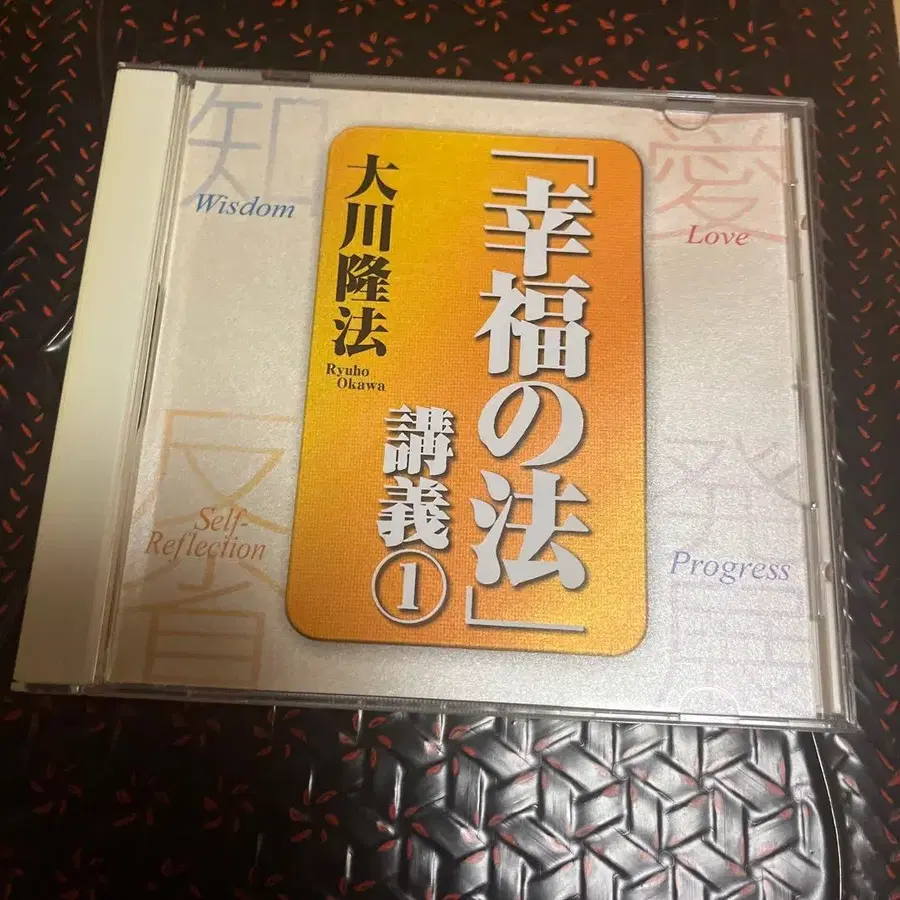 「幸福の法」
講義①
大川隆法
Ryuho
Okawa
愛
Love
知
Wisdom
反省
Self-
Reflection
発展
Progress